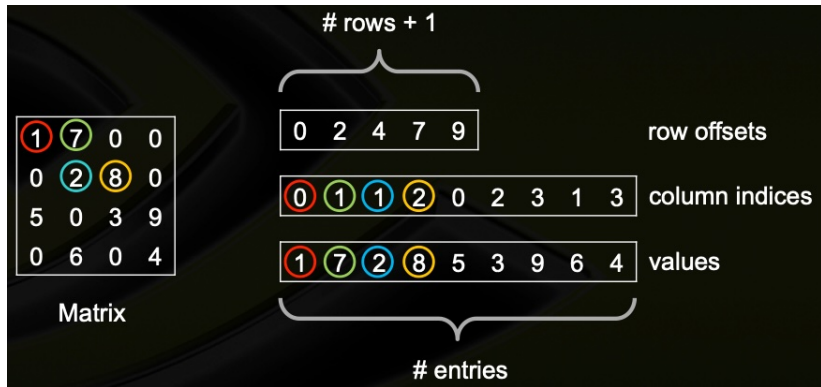 # rows + 1
0 2 4 7 9 row offsets
1 7 0 0
0 2 8 0
5 0 3 9
0 6 0 4
Matrix
0 1 1 2 0 2 3 1 3 column indices
1 7 2 8 5 3 9 6 4 values
# entries